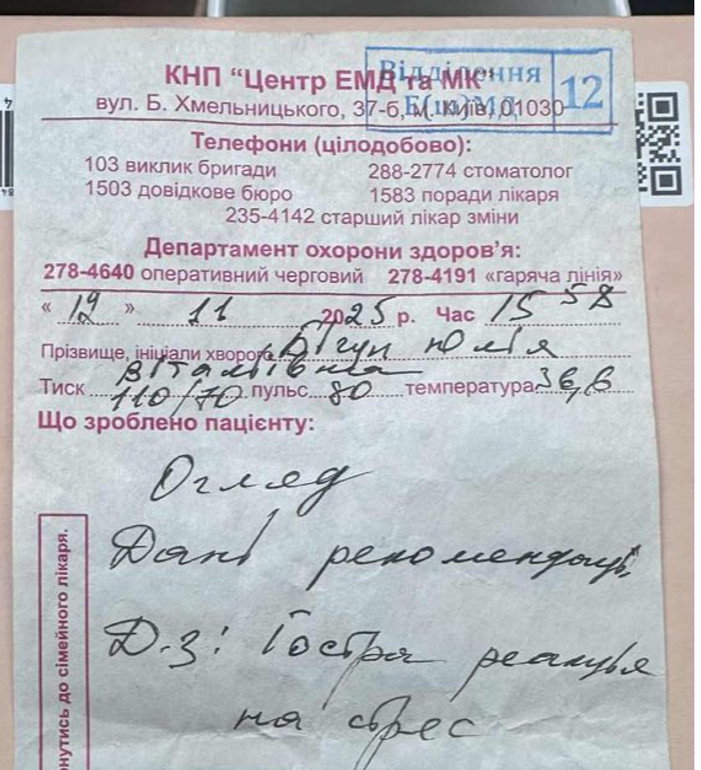 Відділення
12
КНП “Центр ЕМД та МК”
вул. Б. Хмельницького, 37-б, м. Київ, 01030
Телефони (цілодобово):
103 виклик бригади 288-2774 стоматолог
1503 довідкове бюро 1583 поради лікаря
235-4142 старший лікар зміни
Департамент охорони здоров’я:
278-4640 оперативний черговий 278-4191 «гаряча лінія»
« 19 » 11 2025 р. Час 15 58
Прізвище, ініціали хворого Бігун Юлія
Віталіївна
Тиск 110/70 пульс 80 температура 36,6
Що зроблено пацієнту:
Огляд
Дані рекомендації
Д-з: Гостра реакція
на стрес
нутись до сімейного лікаря.